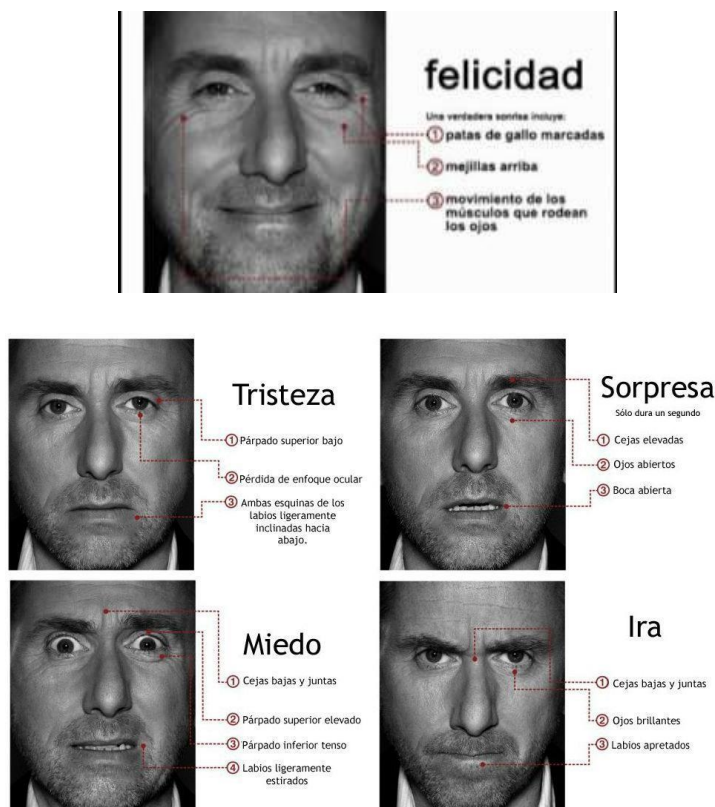 felicidad
Una verdadera sonrisa incluye:
1 patas de gallo marcadas
2 mejillas arriba
3 movimiento de los
músculos que rodean
los ojos
Tristeza
1 Párpado superior bajo
2 Pérdida de enfoque ocular
3 Ambas esquinas de los
labios ligeramente
inclinadas hacia
abajo.
Sorpresa
Sólo dura un segundo
1 Cejas elevadas
2 Ojos abiertos
3 Boca abierta
Miedo
1 Cejas bajas y juntas
2 Párpado superior elevado
3 Párpado inferior tenso
4 Labios ligeramente
estirados
Ira
1 Cejas bajas y juntas
2 Ojos brillantes
3 Labios apretados